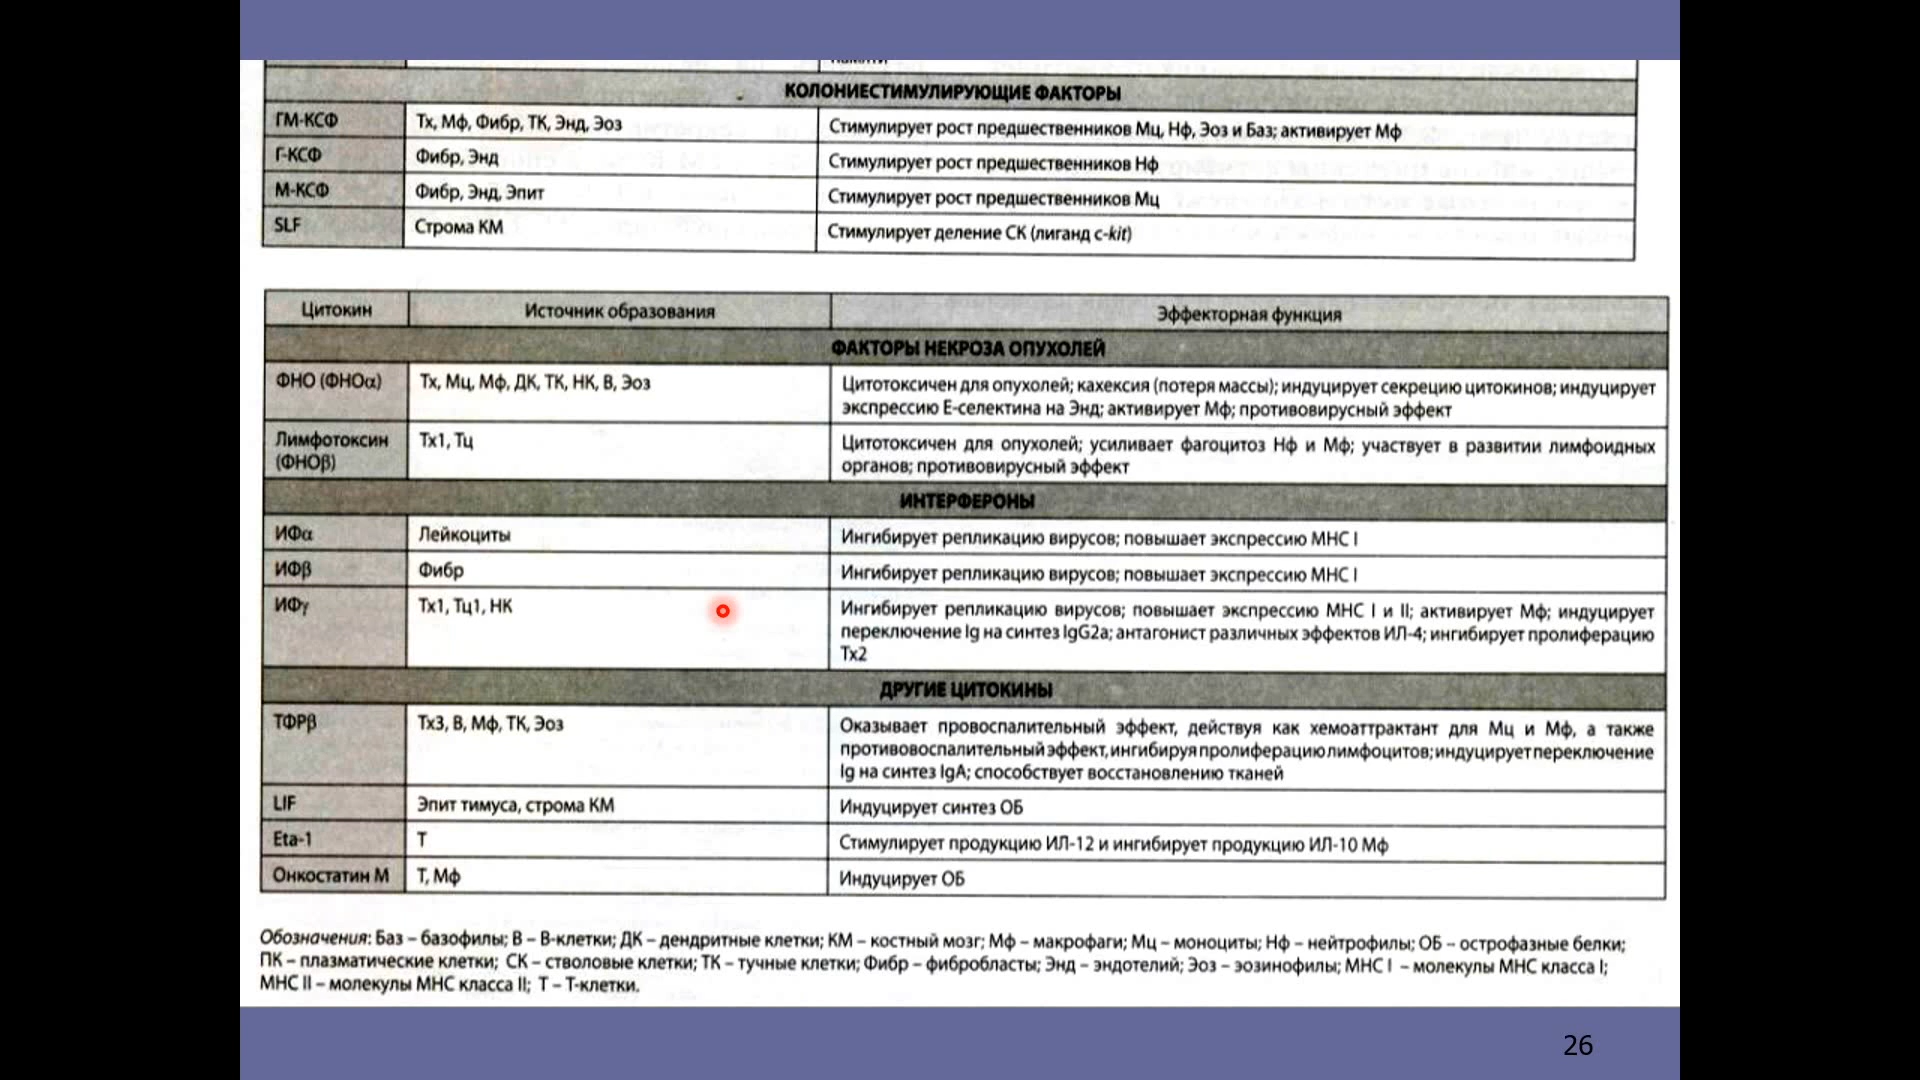 КОЛОНИЕСТИМУЛИРУЮЩИЕ ФАКТОРЫ
ГМ-КСФ Тх, Мф, Фибр, ТК, Энд, Эоз Стимулирует рост предшественников Мц, Нф, Эоз и Баз; активирует Мф
Г-КСФ Фибр, Энд Стимулирует рост предшественников Нф
М-КСФ Фибр, Энд, Эпит Стимулирует рост предшественников Мц
SLF Строма КМ Стимулирует деление СК (лиганд c-kit)
Цитокин Источник образования Эффекторная функция
ФАКТОРЫ НЕКРОЗА ОПУХОЛЕЙ
ФНО (ФНОα) Тх, Мц, Мф, ДК, ТК, НК, В, Эоз Цитотоксичен для опухолей; кахексия (потеря массы); индуцирует секрецию цитокинов; индуцирует
экспрессию Е-селектина на Энд; активирует Мф; противовирусный эффект
Лимфотоксин Тх1, Тц Цитотоксичен для опухолей; усиливает фагоцитоз Нф и Мф; участвует в развитии лимфоидных
(ФНОβ) органов; противовирусный эффект
ИНТЕРФЕРОНЫ
ИФα Лейкоциты Ингибирует репликацию вирусов; повышает экспрессию МНС I
ИФβ Фибр Ингибирует репликацию вирусов; повышает экспрессию МНС I
ИФγ Тх1, Тц1, НК Ингибирует репликацию вирусов; повышает экспрессию МНС I и II; активирует Мф; индуцирует
переключение Ig на синтез IgG2a; антагонист различных эффектов ИЛ-4; ингибирует пролиферацию
Тх2
ДРУГИЕ ЦИТОКИНЫ
ТФРβ Тх3, В, Мф, ТК, Эоз Оказывает провоспалительный эффект, действуя как хемоаттрактант для Мц и Мф, а также
противовоспалительный эффект, ингибируя пролиферацию лимфоцитов; индуцирует переключение
Ig на синтез IgA; способствует восстановлению тканей
LIF Эпит тимуса, строма КМ Индуцирует синтез ОБ
Eta-1 Т Стимулирует продукцию ИЛ-12 и ингибирует продукцию ИЛ-10 Мф
Онкостатин М Т, Мф Индуцирует ОБ
Обозначения: Баз – базофилы; В – В-клетки; ДК – дендритные клетки; КМ – костный мозг; Мф – макрофаги; Мц – моноциты; Нф – нейтрофилы; ОБ – острофазные белки;
ПК – плазматические клетки; СК – стволовые клетки; ТК – тучные клетки; Фибр – фибробласты; Энд – эндотелий; Эоз – эозинофилы; МНС I – молекулы МНС класса I;
МНС II – молекулы МНС класса II; Т – Т-клетки.
26